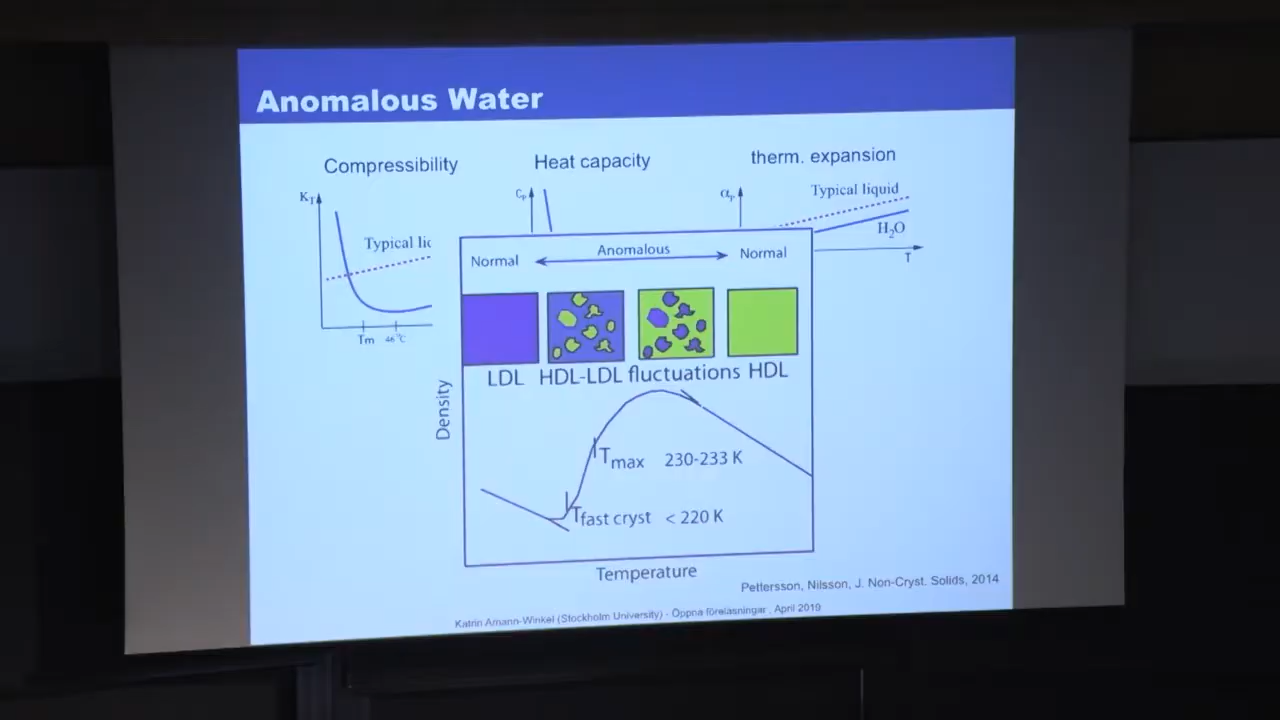 Anomalous Water
Compressibility
Heat capacity
therm. expansion
K_T
C_P
α_P
Typical lic
Typical liquid
H₂O
T
Tm 46°C
Normal
Anomalous
Normal
LDL HDL-LDL fluctuations HDL
Density
T_max 230-233 K
T_fast cryst < 220 K
Temperature
Pettersson, Nilsson, J. Non-Cryst. Solids, 2014
Katrin Amann-Winkel (Stockholm University) - Öppna föreläsningar , April 2019